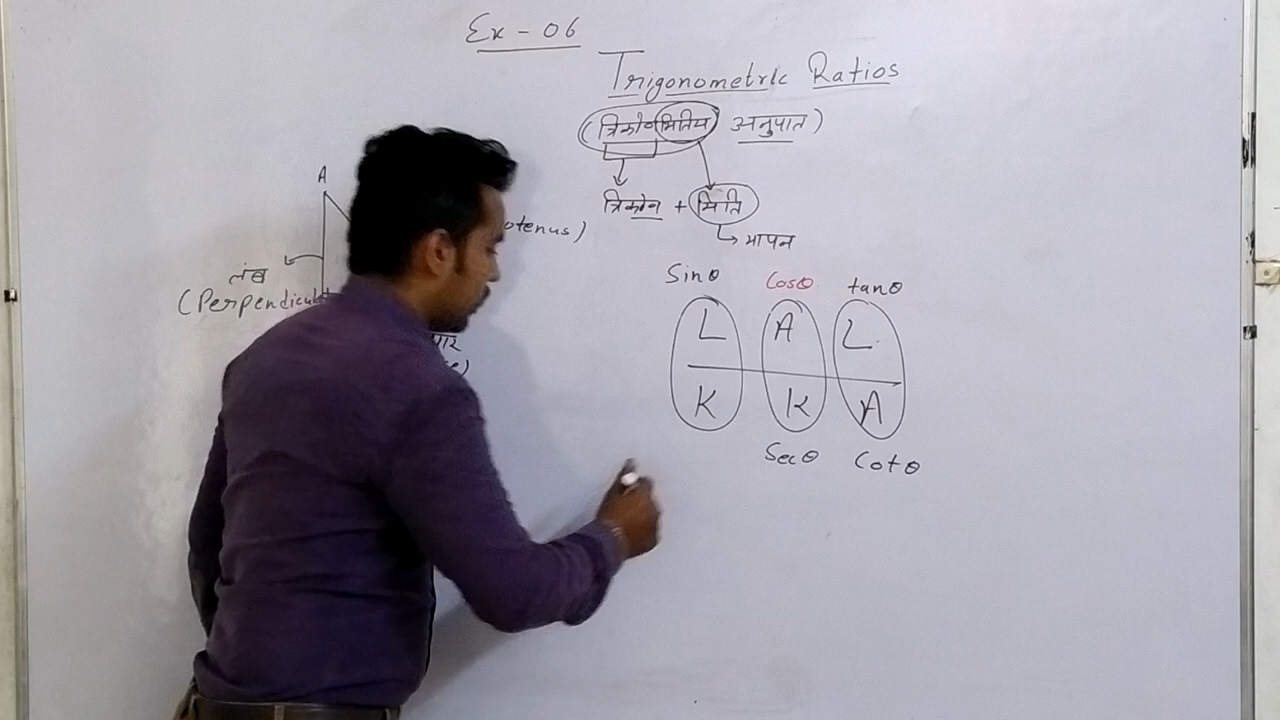 Ex - 06
Trigonometric Ratios
(त्रिकोणमितिय अनुपात)
त्रिकोण + मिति
मापन
A
otenus)
लंब
(Perpendicul
Sinθ Cosθ tanθ
L A L
K K A
Secθ Cotθ